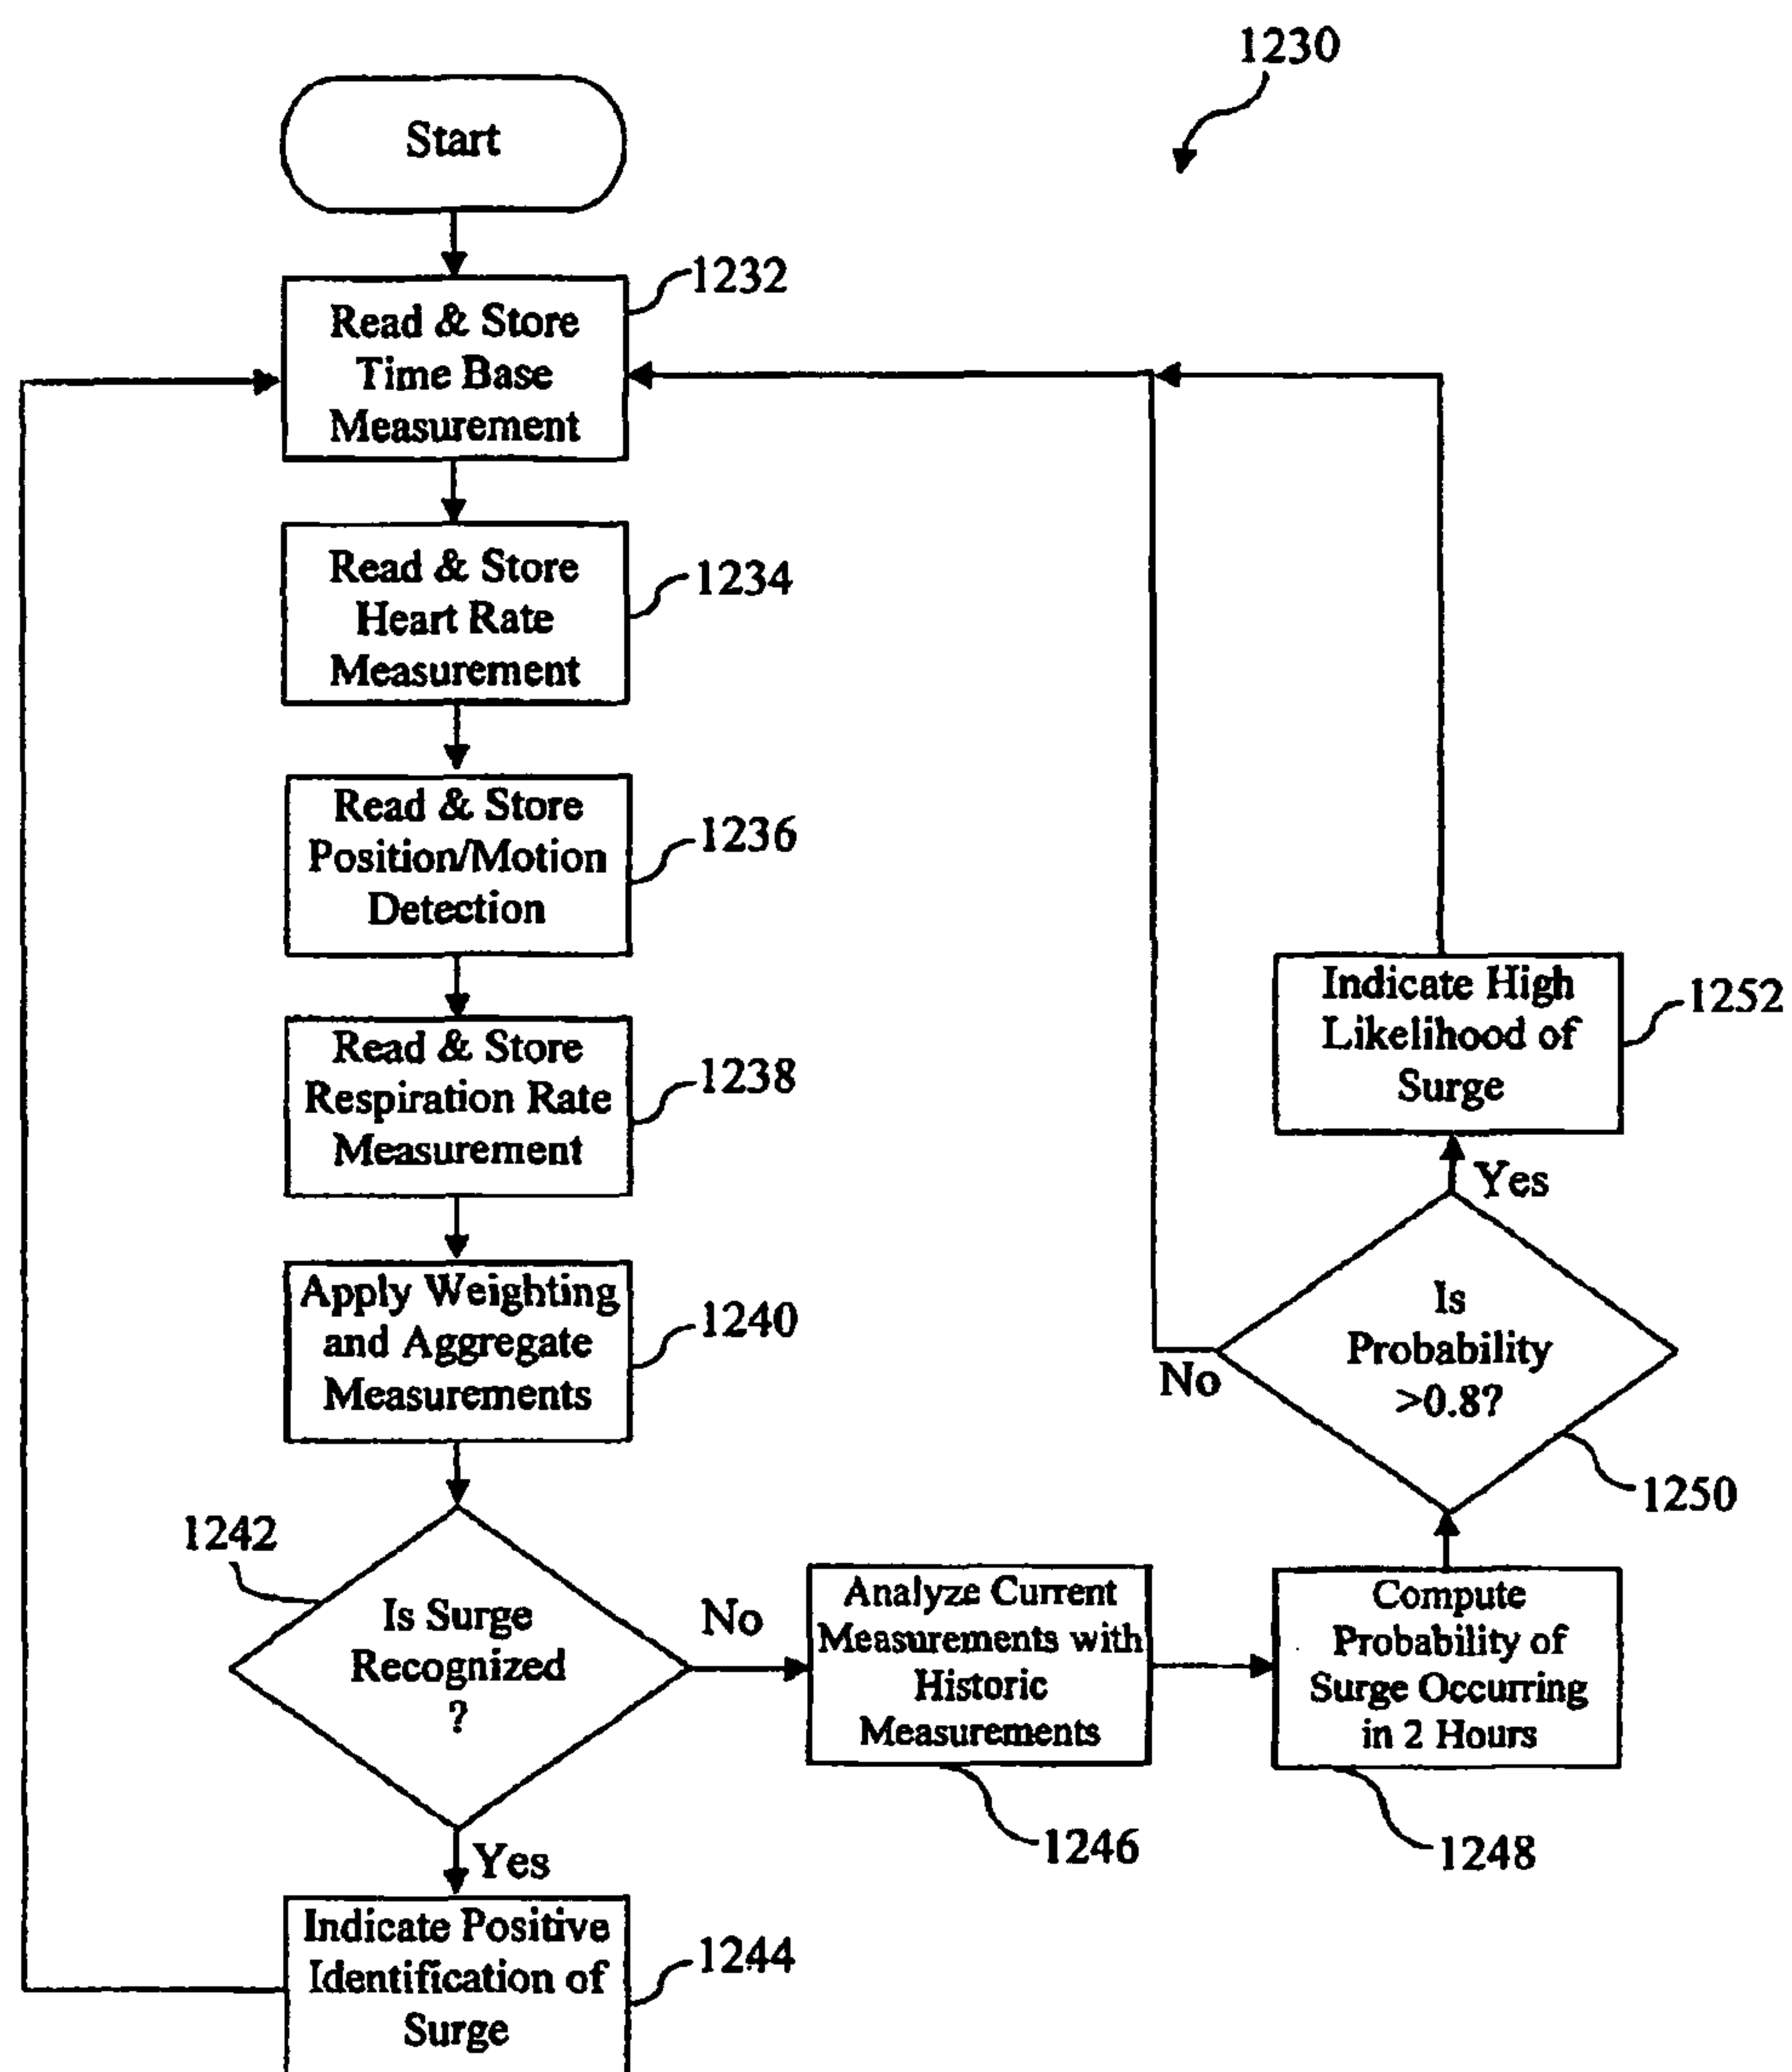 1230
Start
1232
Read & Store
Time Base
Measurement
Read & Store
Heart Rate
Measurement
1234
Read & Store
Position/Motion
Detection
1236
Read & Store
Respiration Rate
Measurement
1238
Apply Weighting
and Aggregate
Measurements
1240
1242
Is Surge
Recognized
?
No
Yes
Indicate Positive
Identification of
Surge
1244
Analyze Current
Measurements with
Historic
Measurements
1246
Compute
Probability of
Surge Occurring
in 2 Hours
1248
Is
Probability
>0.8?
1250
No
Yes
Indicate High
Likelihood of
Surge
1252